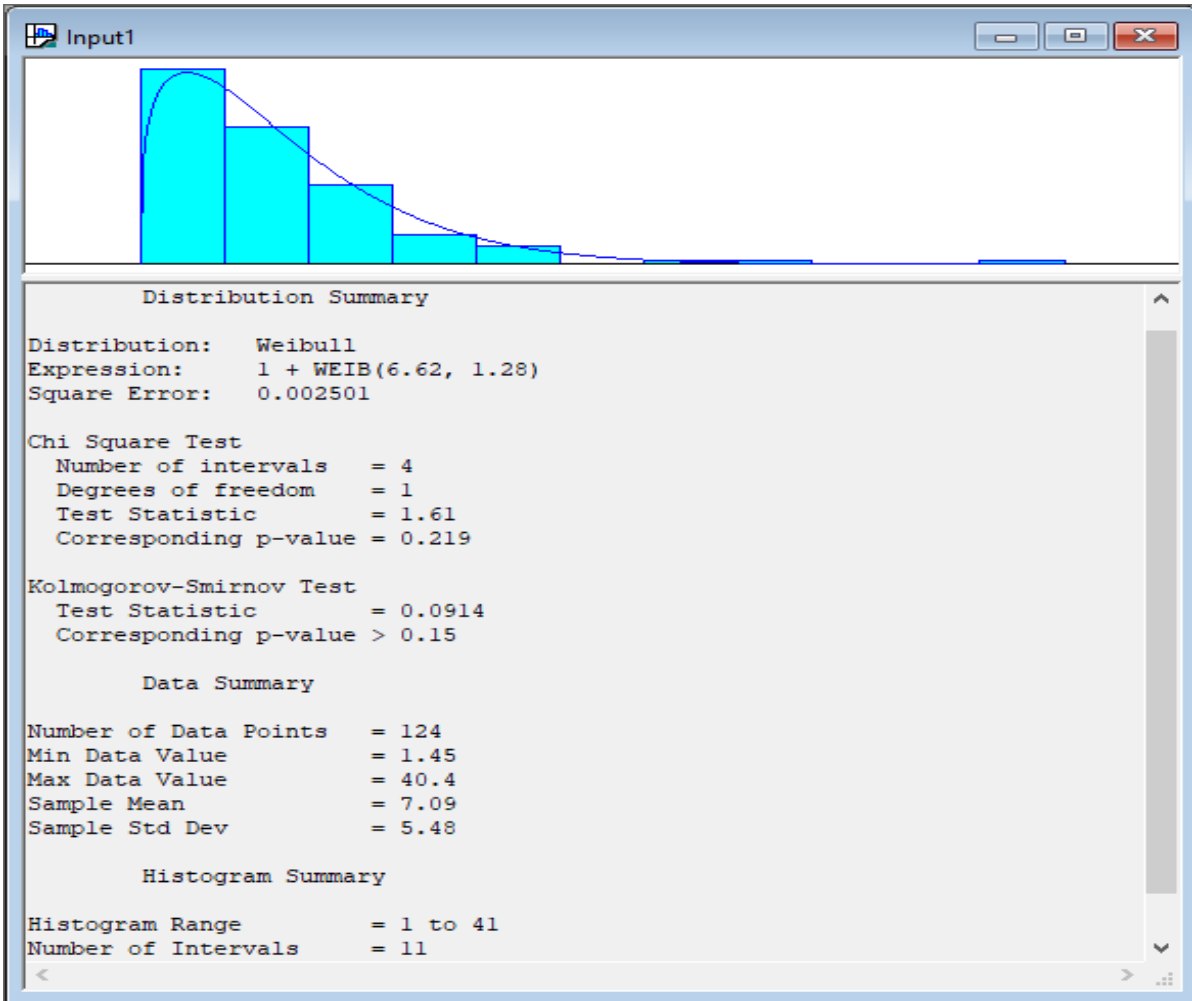 Input1
Distribution Summary
Distribution: Weibull
Expression: 1 + WEIB(6.62, 1.28)
Square Error: 0.002501
Chi Square Test
Number of intervals = 4
Degrees of freedom = 1
Test Statistic = 1.61
Corresponding p-value = 0.219
Kolmogorov-Smirnov Test
Test Statistic = 0.0914
Corresponding p-value > 0.15
Data Summary
Number of Data Points = 124
Min Data Value = 1.45
Max Data Value = 40.4
Sample Mean = 7.09
Sample Std Dev = 5.48
Histogram Summary
Histogram Range = 1 to 41
Number of Intervals = 11